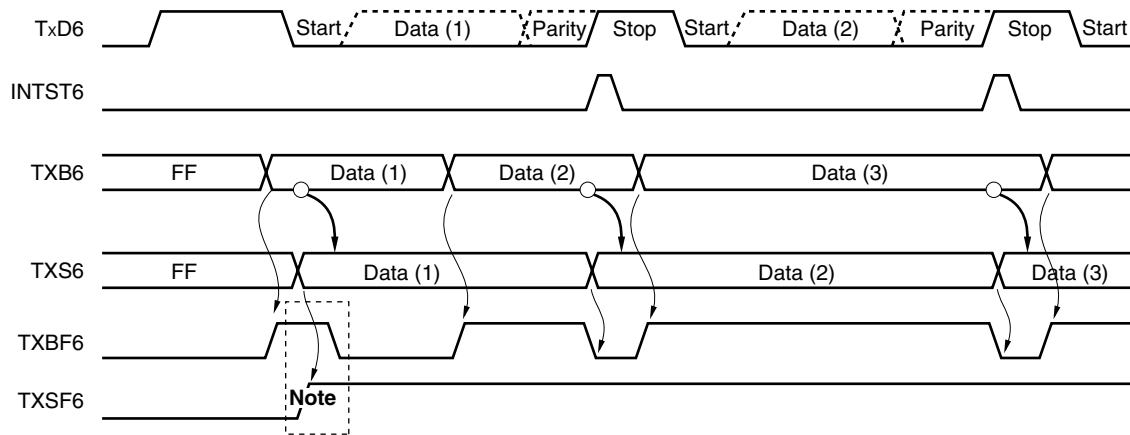 TxD6 Start Data (1) Parity Stop Start Data (2) Parity Stop Start
INTST6
TXB6 FF Data (1) Data (2) Data (3)
TXS6 FF Data (1) Data (2) Data (3)
TXBF6
TXSF6 Note